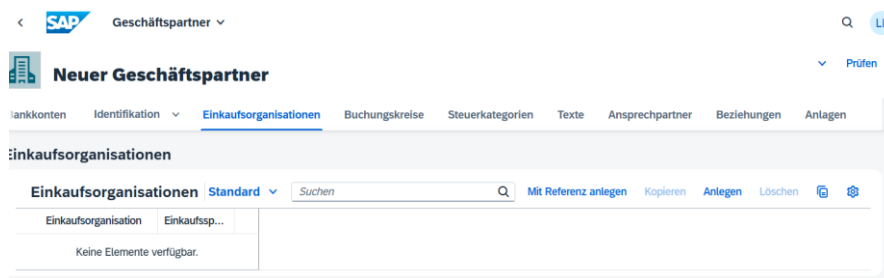 SAP Geschäftspartner
Neuer Geschäftspartner
Prüfen
Bankkonten Identifikation Einkaufsorganisationen Buchungskreise Steuerkategorien Texte Ansprechpartner Beziehungen Anlagen
Einkaufsorganisationen
Einkaufsorganisationen Standard Suchen Mit Referenz anlegen Kopieren Anlegen Löschen
Einkaufsorganisation Einkaufssp...
Keine Elemente verfügbar.